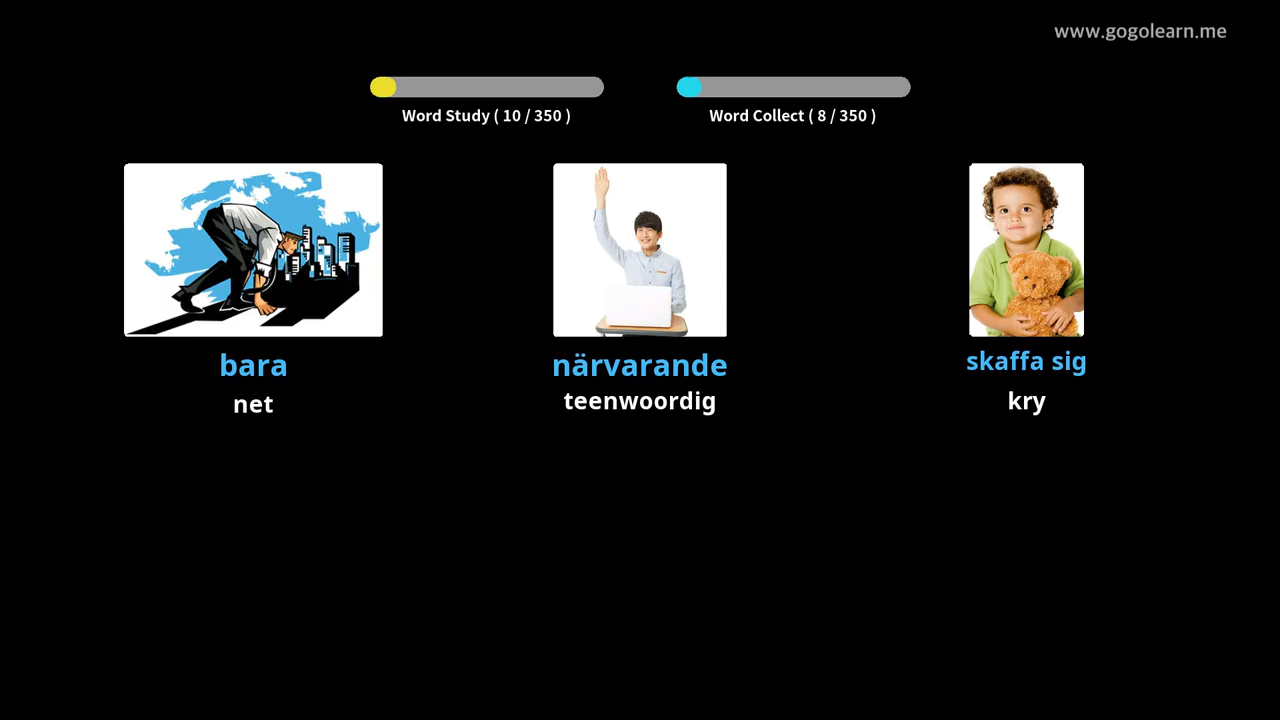 www.gogolearn.me
Word Study ( 10 / 350 )
Word Collect ( 8 / 350 )
bara
net
närvarande
teenwoordig
skaffa sig
kry